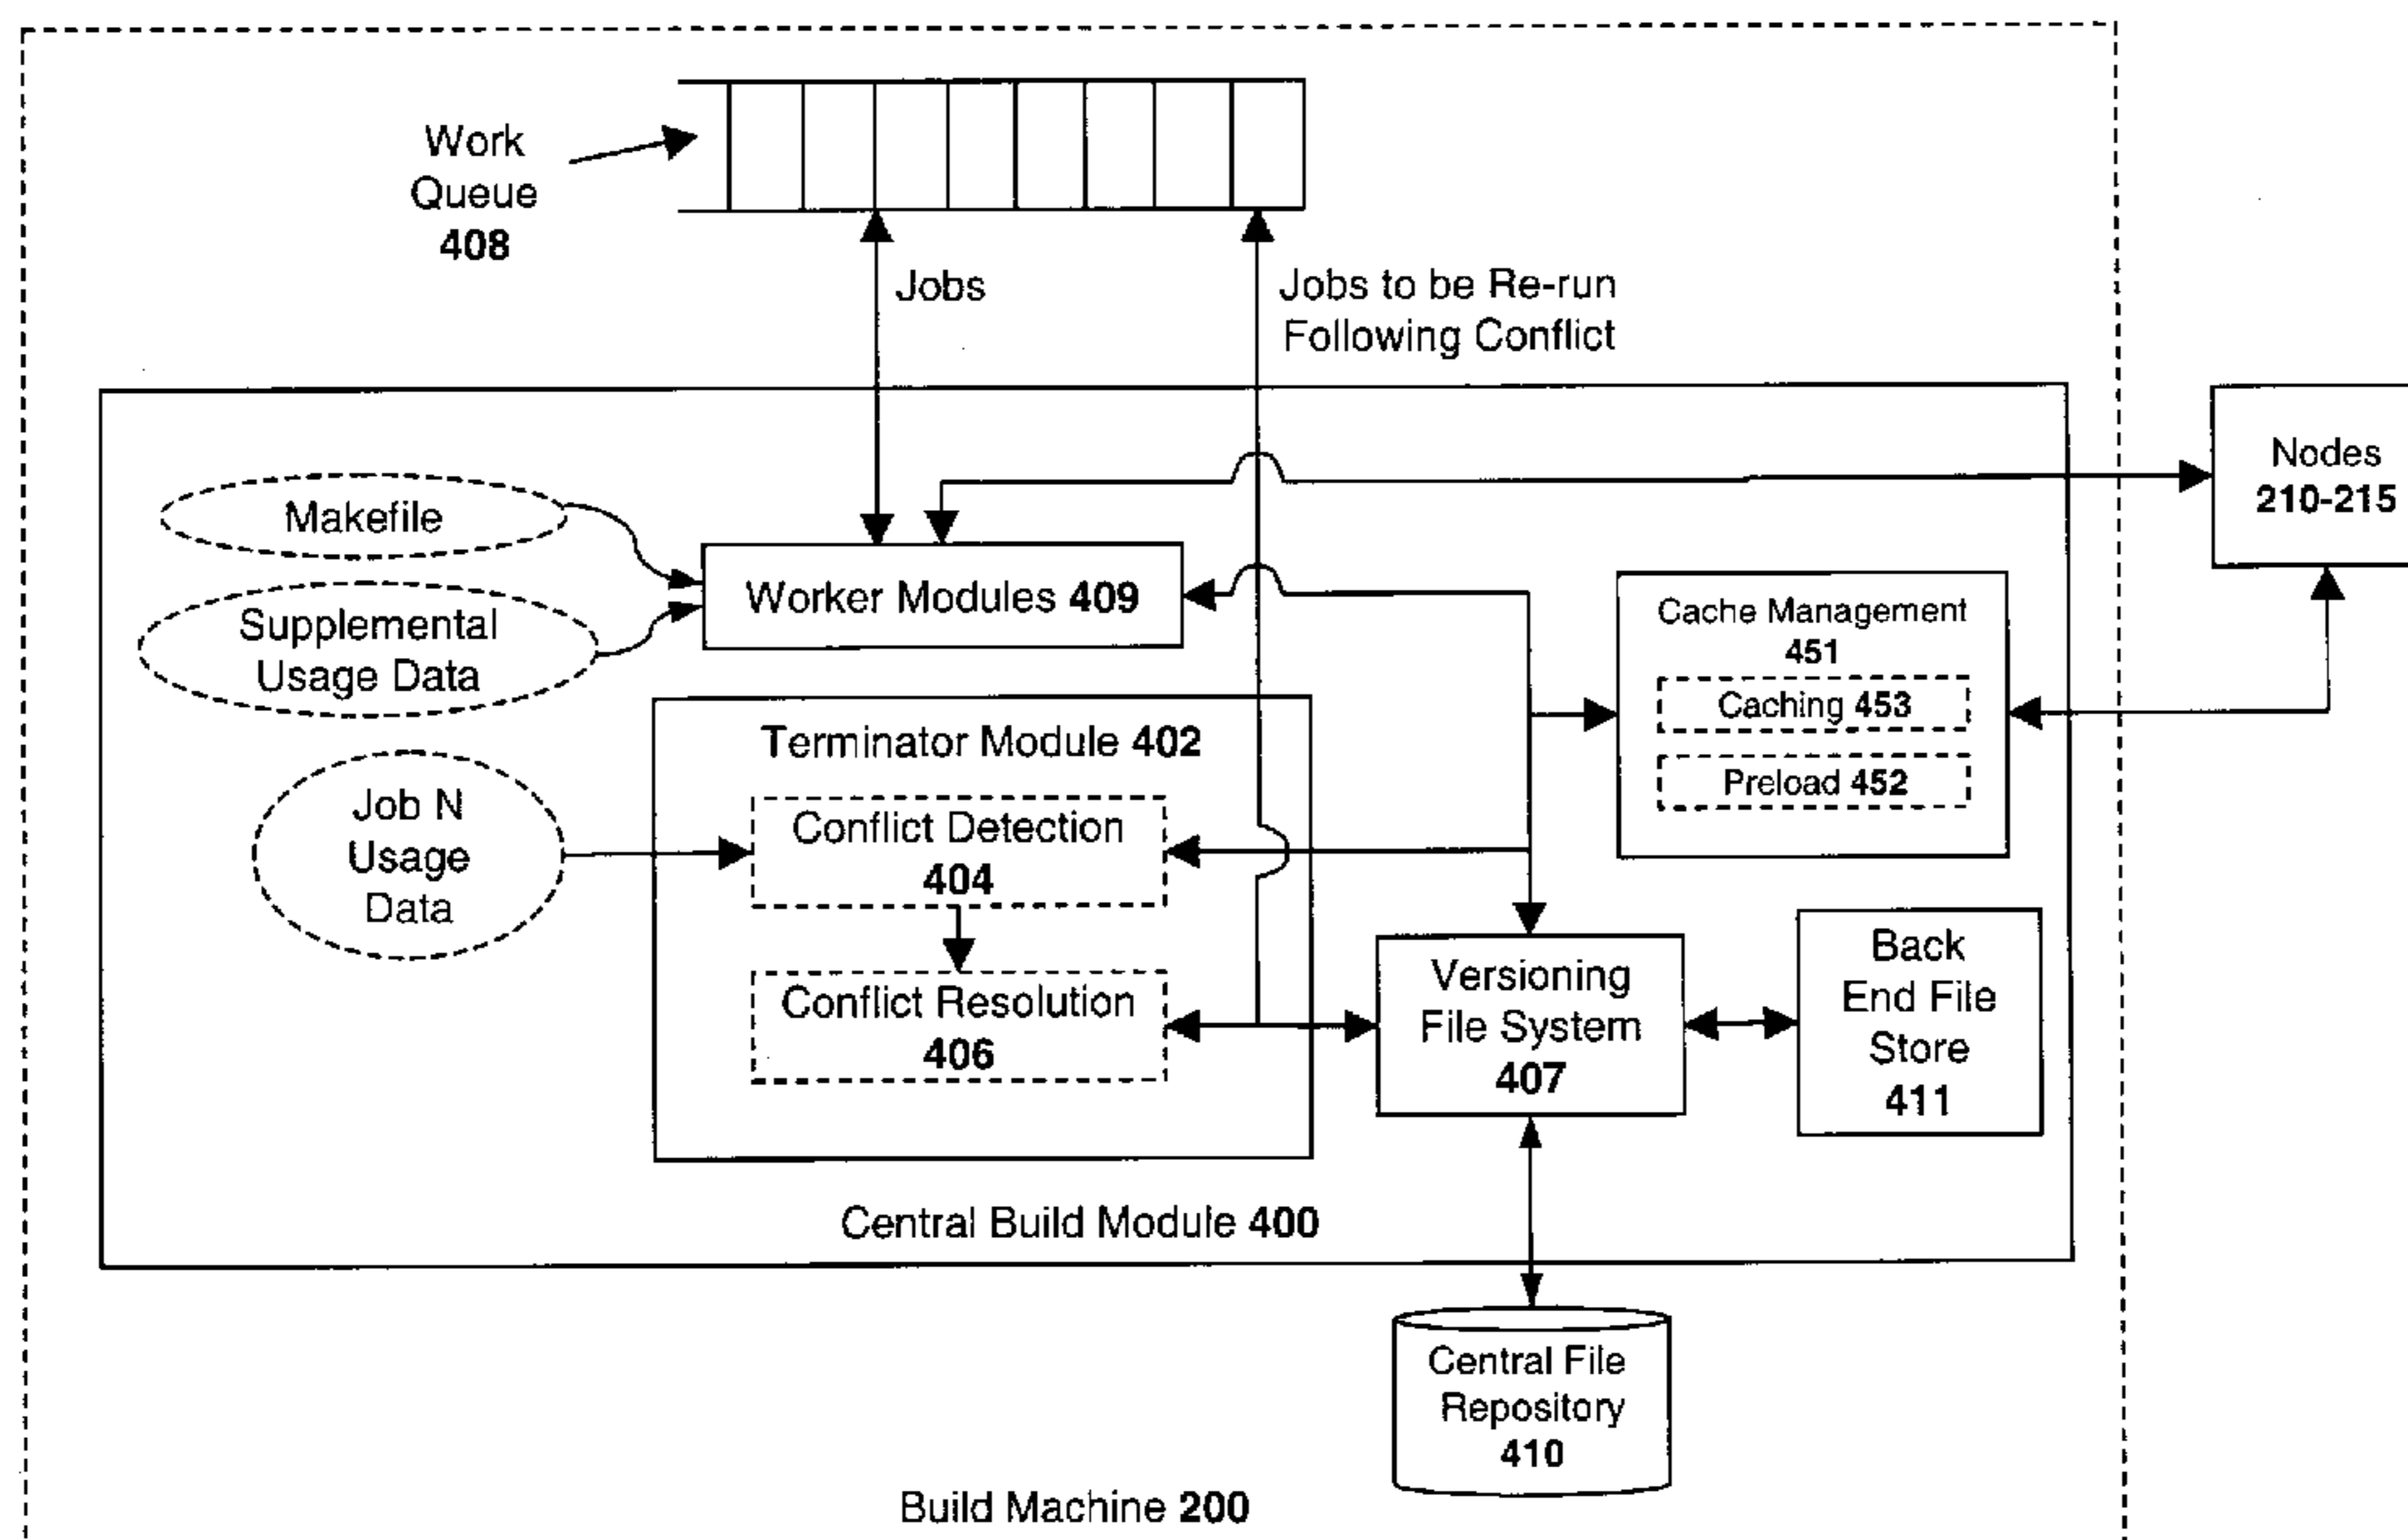 Work
Queue
408
Jobs
Jobs to be Re-run
Following Conflict
Nodes
210-215
Makefile
Supplemental
Usage Data
Worker Modules 409
Cache Management
451
Caching 453
Preload 452
Terminator Module 402
Job N
Usage
Data
Conflict Detection
404
Conflict Resolution
406
Versioning
File System
407
Back
End File
Store
411
Central Build Module 400
Central File
Repository
410
Build Machine 200